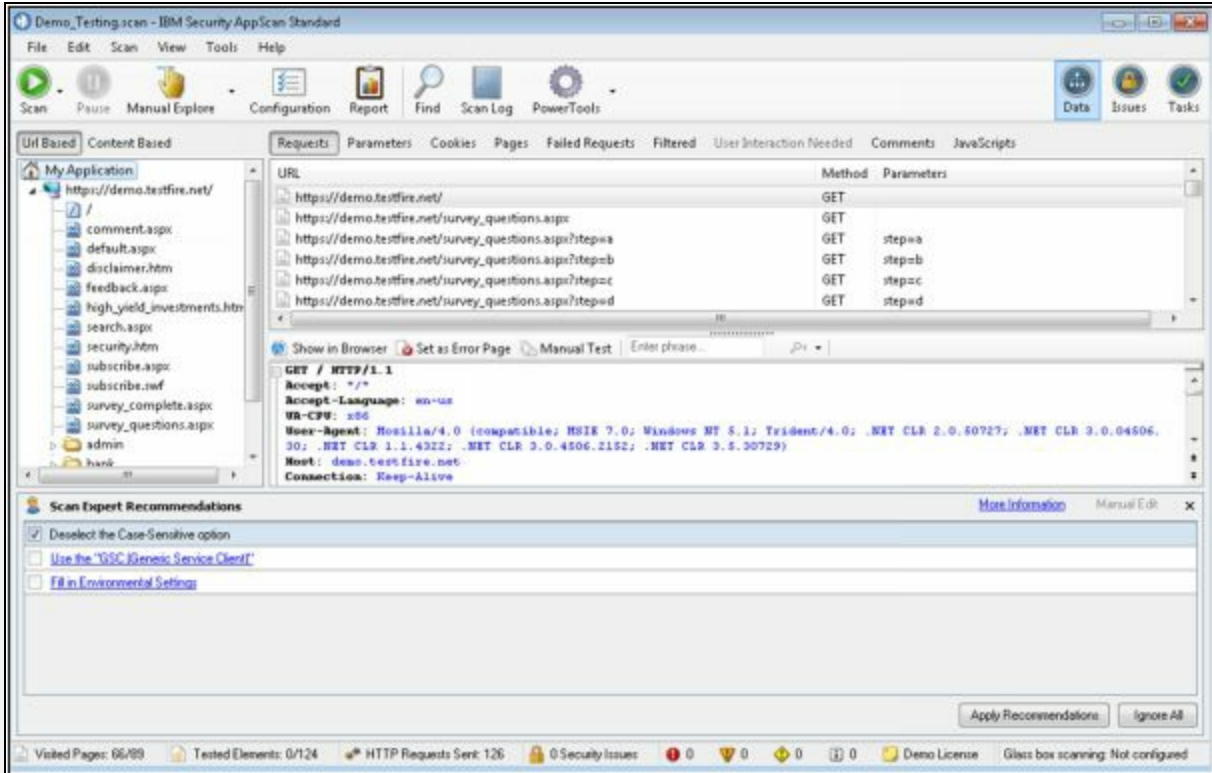 Demo_Testing.scan - IBM Security AppScan Standard
File Edit Scan View Tools Help
Scan Pause Manual Explore Configuration Report Find Scan Log PowerTools Data Issues Tasks
Url Based Content Based
Requests Parameters Cookies Pages Failed Requests Filtered User Interaction Needed Comments JavaScripts
My Application
https://demo.testfire.net/
/
comment.aspx
default.aspx
disclaimer.htm
feedback.aspx
high_yield_investments.htm
search.aspx
security.htm
subscribe.aspx
subscribe.swf
survey_complete.aspx
survey_questions.aspx
admin
bank
URL Method Parameters
https://demo.testfire.net/ GET
https://demo.testfire.net/survey_questions.aspx GET
https://demo.testfire.net/survey_questions.aspx?step=a GET step=a
https://demo.testfire.net/survey_questions.aspx?step=b GET step=b
https://demo.testfire.net/survey_questions.aspx?step=c GET step=c
https://demo.testfire.net/survey_questions.aspx?step=d GET step=d
Show in Browser Set as Error Page Manual Test Enter phrase...
GET / HTTP/1.1
Accept: */*
Accept-Language: en-us
UA-CPU: x86
User-Agent: Mozilla/4.0 (compatible; MSIE 7.0; Windows NT 5.1; Trident/4.0; .NET CLR 2.0.50727; .NET CLR 3.0.04506.
30; .NET CLR 1.1.4322; .NET CLR 3.0.4506.2152; .NET CLR 3.5.30729)
Host: demo.testfire.net
Connection: Keep-Alive
Scan Expert Recommendations More Information Manual Edit
Deselect the Case-Sensitive option
Use the "GSC (Generic Service Client)"
Fill in Environmental Settings
Apply Recommendations Ignore All
Visited Pages: 66/89 Tested Elements: 0/124 HTTP Requests Sent: 126 0 Security Issues 0 0 0 0 Demo License Glass box scanning: Not configured